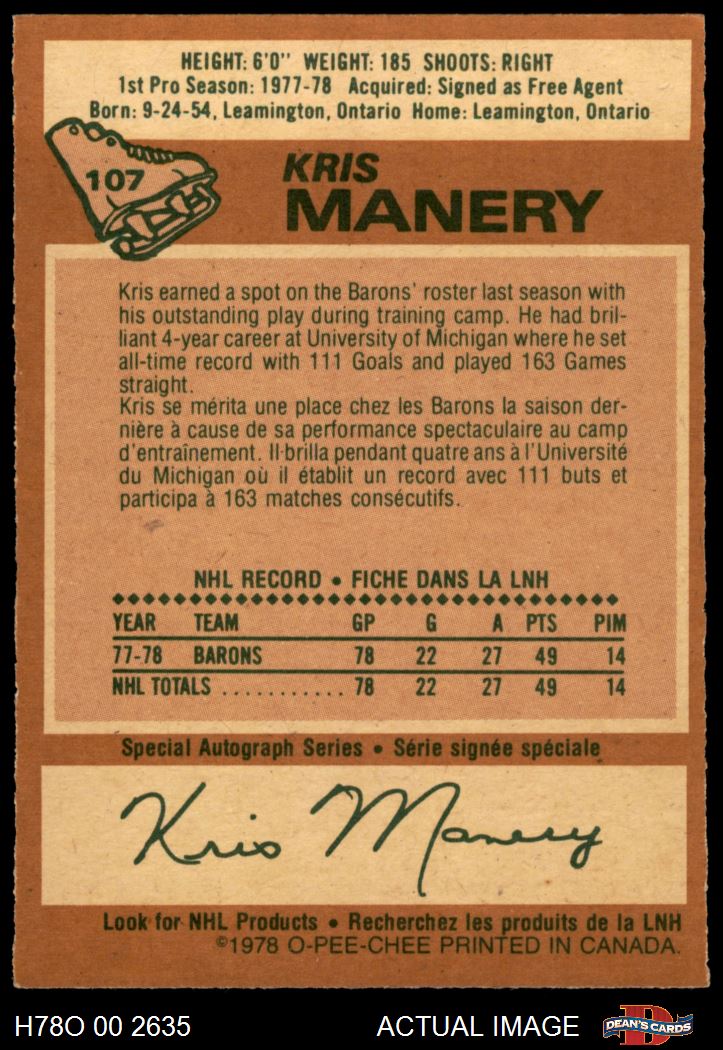 HEIGHT: 6'0" WEIGHT: 185 SHOOTS: RIGHT
1st Pro Season: 1977-78 Acquired: Signed as Free Agent
Born: 9-24-54, Leamington, Ontario Home: Leamington, Ontario
107
KRIS
MANERY
Kris earned a spot on the Barons' roster last season with
his outstanding play during training camp. He had bril-
liant 4-year career at University of Michigan where he set
all-time record with 111 Goals and played 163 Games
straight.
Kris se mérita une place chez les Barons la saison der-
nière à cause de sa performance spectaculaire au camp
d'entraînement. Il brilla pendant quatre ans à l'Université
du Michigan où il établit un record avec 111 buts et
participa à 163 matches consécutifs.
NHL RECORD • FICHE DANS LA LNH
YEAR TEAM GP G A PTS PIM
77-78 BARONS 78 22 27 49 14
NHL TOTALS ........... 78 22 27 49 14
Special Autograph Series • Série signée spéciale
Kris Manery
Look for NHL Products • Recherchez les produits de la LNH
©1978 O-PEE-CHEE PRINTED IN CANADA.
H78O 00 2635 ACTUAL IMAGE D DEAN'S CARDS